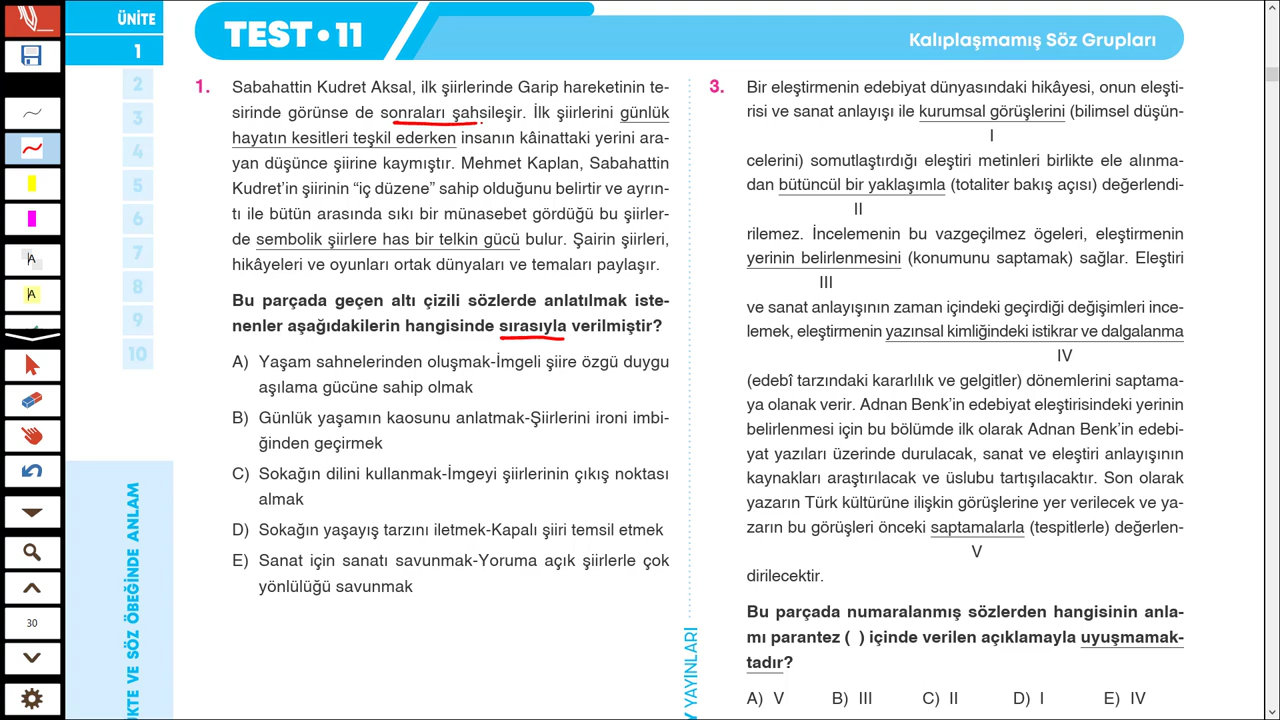 ÜNİTE
1
2
3
4
5
6
7
8
9
10
30
TEST • 11
Kalıplaşmamış Söz Grupları
1. Sabahattin Kudret Aksal, ilk şiirlerinde Garip hareketinin te-
sirinde görünse de sonraları şahsileşir. İlk şiirlerini günlük
hayatın kesitleri teşkil ederken insanın kâinattaki yerini ara-
yan düşünce şiirine kaymıştır. Mehmet Kaplan, Sabahattin
Kudret’in şiirinin “iç düzene” sahip olduğunu belirtir ve ayrın-
tı ile bütün arasında sıkı bir münasebet gördüğü bu şiirler-
de sembolik şiirlere has bir telkin gücü bulur. Şairin şiirleri,
hikâyeleri ve oyunları ortak dünyaları ve temaları paylaşır.
Bu parçada geçen altı çizili sözlerde anlatılmak iste-
nenler aşağıdakilerin hangisinde sırasıyla verilmiştir?
A) Yaşam sahnelerinden oluşmak-İmgeli şiire özgü duygu
aşılama gücüne sahip olmak
B) Günlük yaşamın kaosunu anlatmak-Şiirlerini ironi imbi-
ğinden geçirmek
C) Sokağın dilini kullanmak-İmgeyi şiirlerinin çıkış noktası
almak
D) Sokağın yaşayış tarzını iletmek-Kapalı şiiri temsil etmek
E) Sanat için sanatı savunmak-Yoruma açık şiirlerle çok
yönlülüğü savunmak
3. Bir eleştirmenin edebiyat dünyasındaki hikâyesi, onun eleşti-
risi ve sanat anlayışı ile kurumsal görüşlerini (bilimsel düşün-
I
celerini) somutlaştırdığı eleştiri metinleri birlikte ele alınma-
dan bütüncül bir yaklaşımla (totaliter bakış açısı) değerlendi-
II
rilemez. İncelemenin bu vazgeçilmez ögeleri, eleştirmenin
yerinin belirlenmesini (konumunu saptamak) sağlar. Eleştiri
III
ve sanat anlayışının zaman içindeki geçirdiği değişimleri ince-
lemek, eleştirmenin yazınsal kimliğindeki istikrar ve dalgalanma
IV
(edebî tarzındaki kararlılık ve gelgitler) dönemlerini saptama-
ya olanak verir. Adnan Benk’in edebiyat eleştirisindeki yerinin
belirlenmesi için bu bölümde ilk olarak Adnan Benk’in edebi-
yat yazıları üzerinde durulacak, sanat ve eleştiri anlayışının
kaynakları araştırılacak ve üslubu tartışılacaktır. Son olarak
yazarın Türk kültürüne ilişkin görüşlerine yer verilecek ve ya-
zarın bu görüşleri önceki saptamalarla (tespitlerle) değerlen-
V
dirilecektir.
Bu parçada numaralanmış sözlerden hangisinin anla-
mı parantez ( ) içinde verilen açıklamayla uyuşmamak-
tadır?
A) V B) III C) II D) I E) IV
YAYINLARI
VE SÖZ ÖBEĞİNDE ANLAM